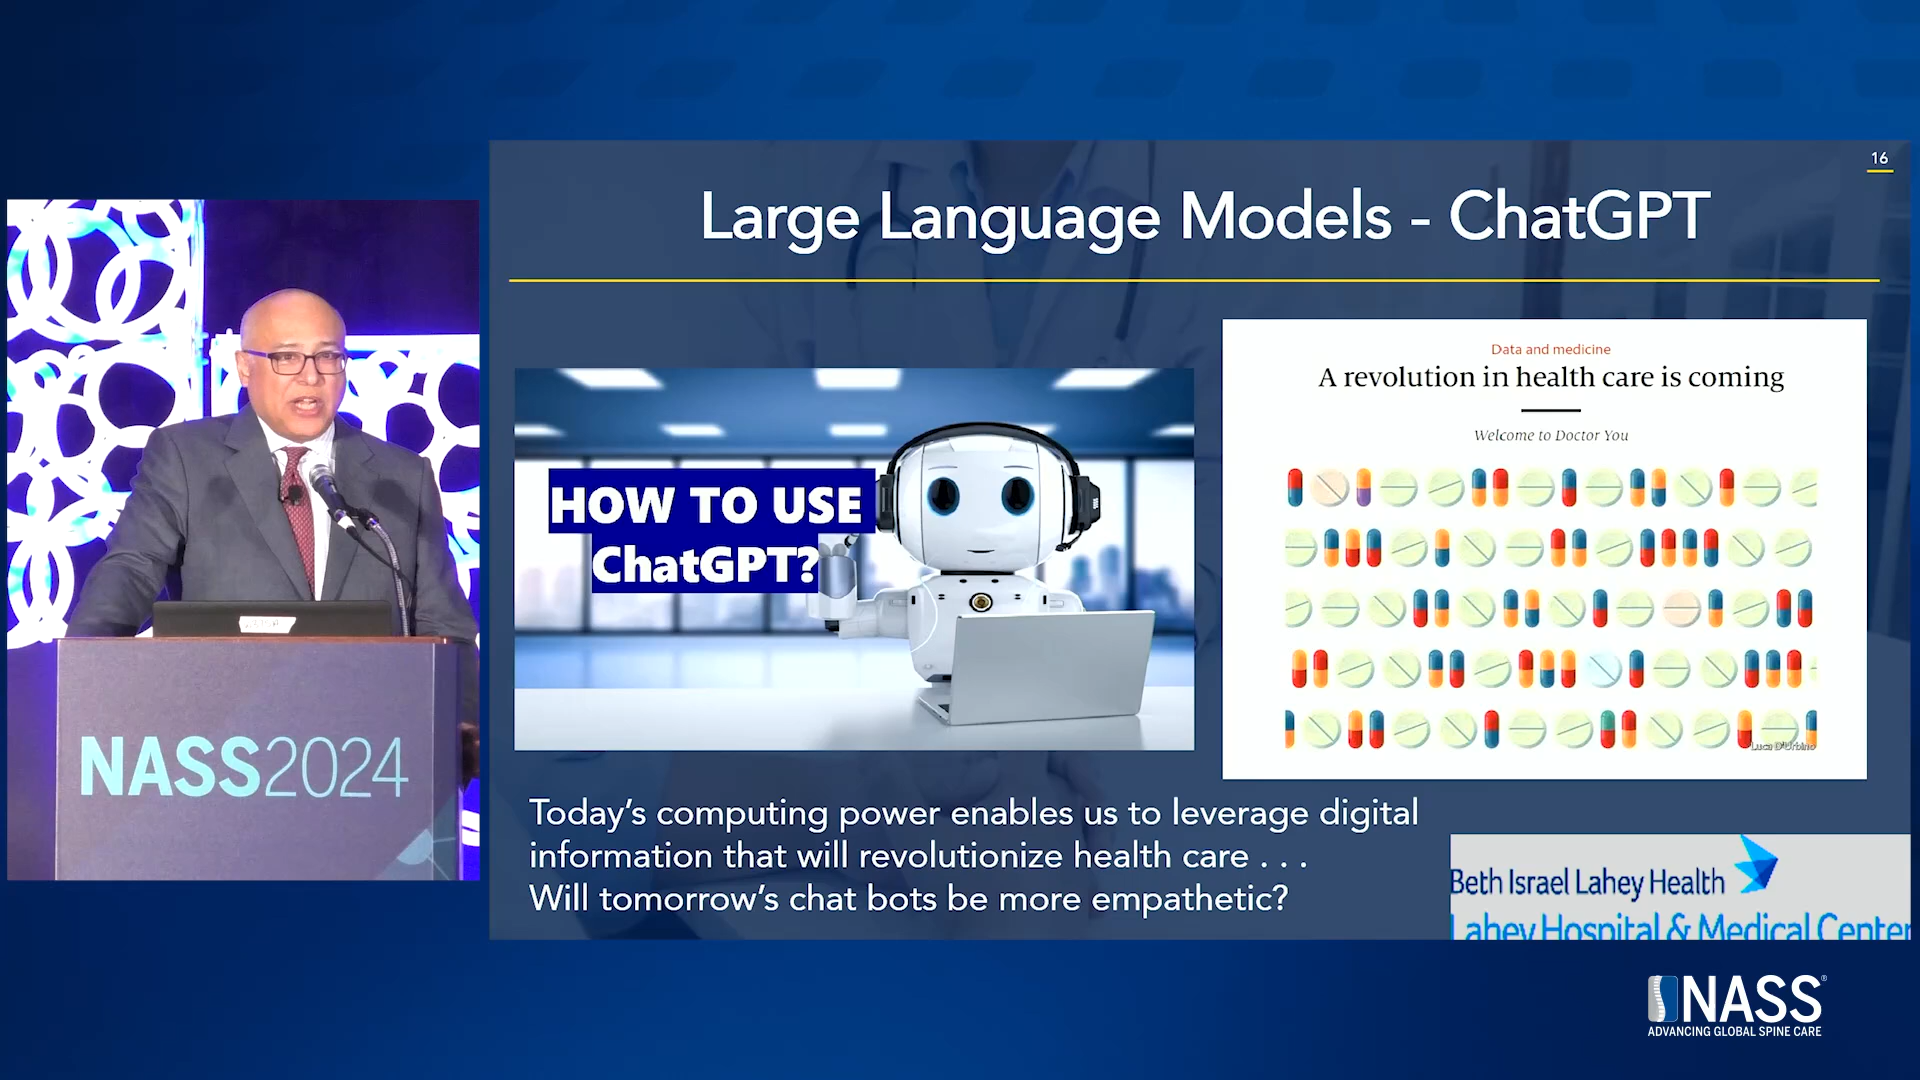 16
Large Language Models - ChatGPT
HOW TO USE
ChatGPT?
Data and medicine
A revolution in health care is coming
Welcome to Doctor You
Luca D'Urbino
Today's computing power enables us to leverage digital
information that will revolutionize health care . . .
Will tomorrow's chat bots be more empathetic?
Beth Israel Lahey Health
Lahey Hospital & Medical Center
NASS2024
NASS®
ADVANCING GLOBAL SPINE CARE